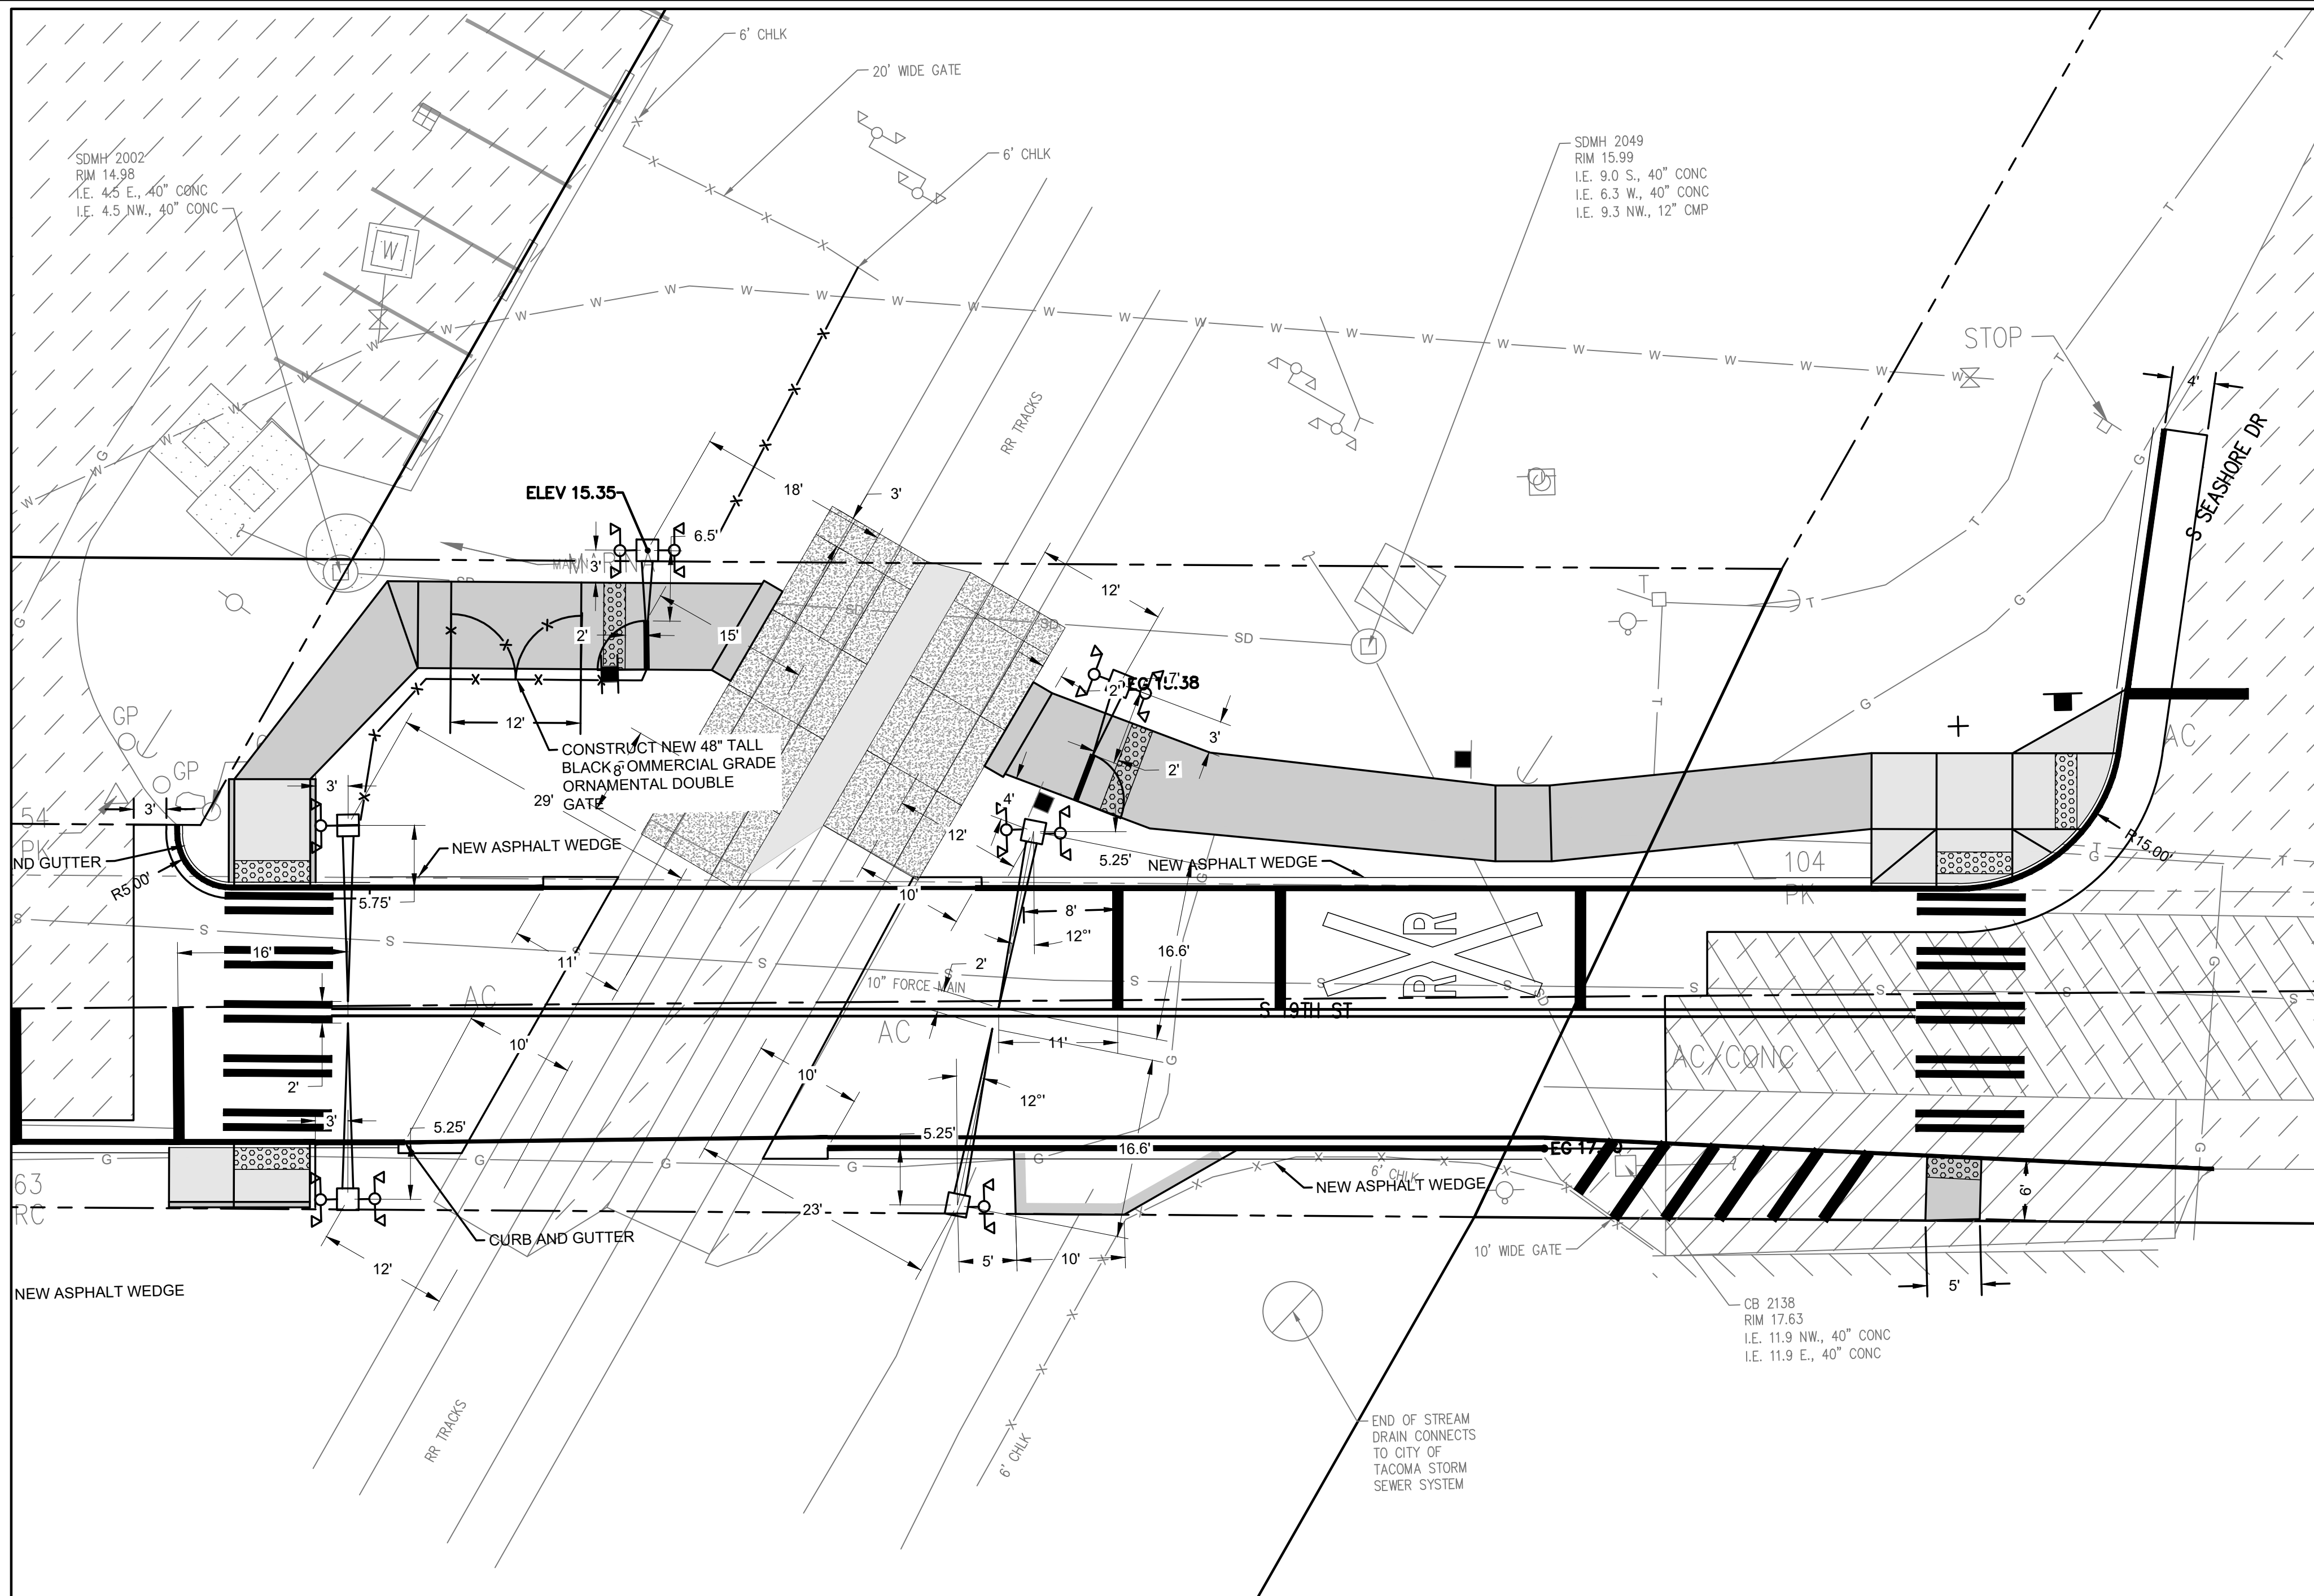 6' CHLK
20' WIDE GATE
6' CHLK
SDMH 2002
RIM 14.98
I.E. 4.5 E., 40" CONC
I.E. 4.5 NW., 40" CONC
SDMH 2049
RIM 15.99
I.E. 9.0 S., 40" CONC
I.E. 6.3 W., 40" CONC
I.E. 9.3 NW., 12" CMP
W
STOP
4'
S SEASHORE DR
RR TRACKS
ELEV 15.35
18'
3'
6.5'
3'
2'
15'
12'
SD
SD
SD
T
12'
7'
2'
3'
2'
GP
GP
CONSTRUCT NEW 48" TALL
ORNAMENTAL DOUBLE
GATE
8'
29'
3'
3'
54
PK
ND GUTTER
NEW ASPHALT WEDGE
R5.00'
5.75'
4'
12'
5.25'
NEW ASPHALT WEDGE
104
PK
R15.00'
AC
10'
8'
12°'
16.6'
16'
11'
2'
10" FORCE MAIN
AC
AC
R R
S 19TH ST
11'
10'
10'
12°'
2'
3'
5.25'
5.25'
16.6'
AC/CONC
6' CHLK
NEW ASPHALT WEDGE
63
RC
23'
CURB AND GUTTER
12'
5'
10'
10' WIDE GATE
6'
5'
NEW ASPHALT WEDGE
CB 2138
RIM 17.63
I.E. 11.9 NW., 40" CONC
I.E. 11.9 E., 40" CONC
RR TRACKS
6' CHLK
END OF STREAM
DRAIN CONNECTS
TO CITY OF
TACOMA STORM
SEWER SYSTEM